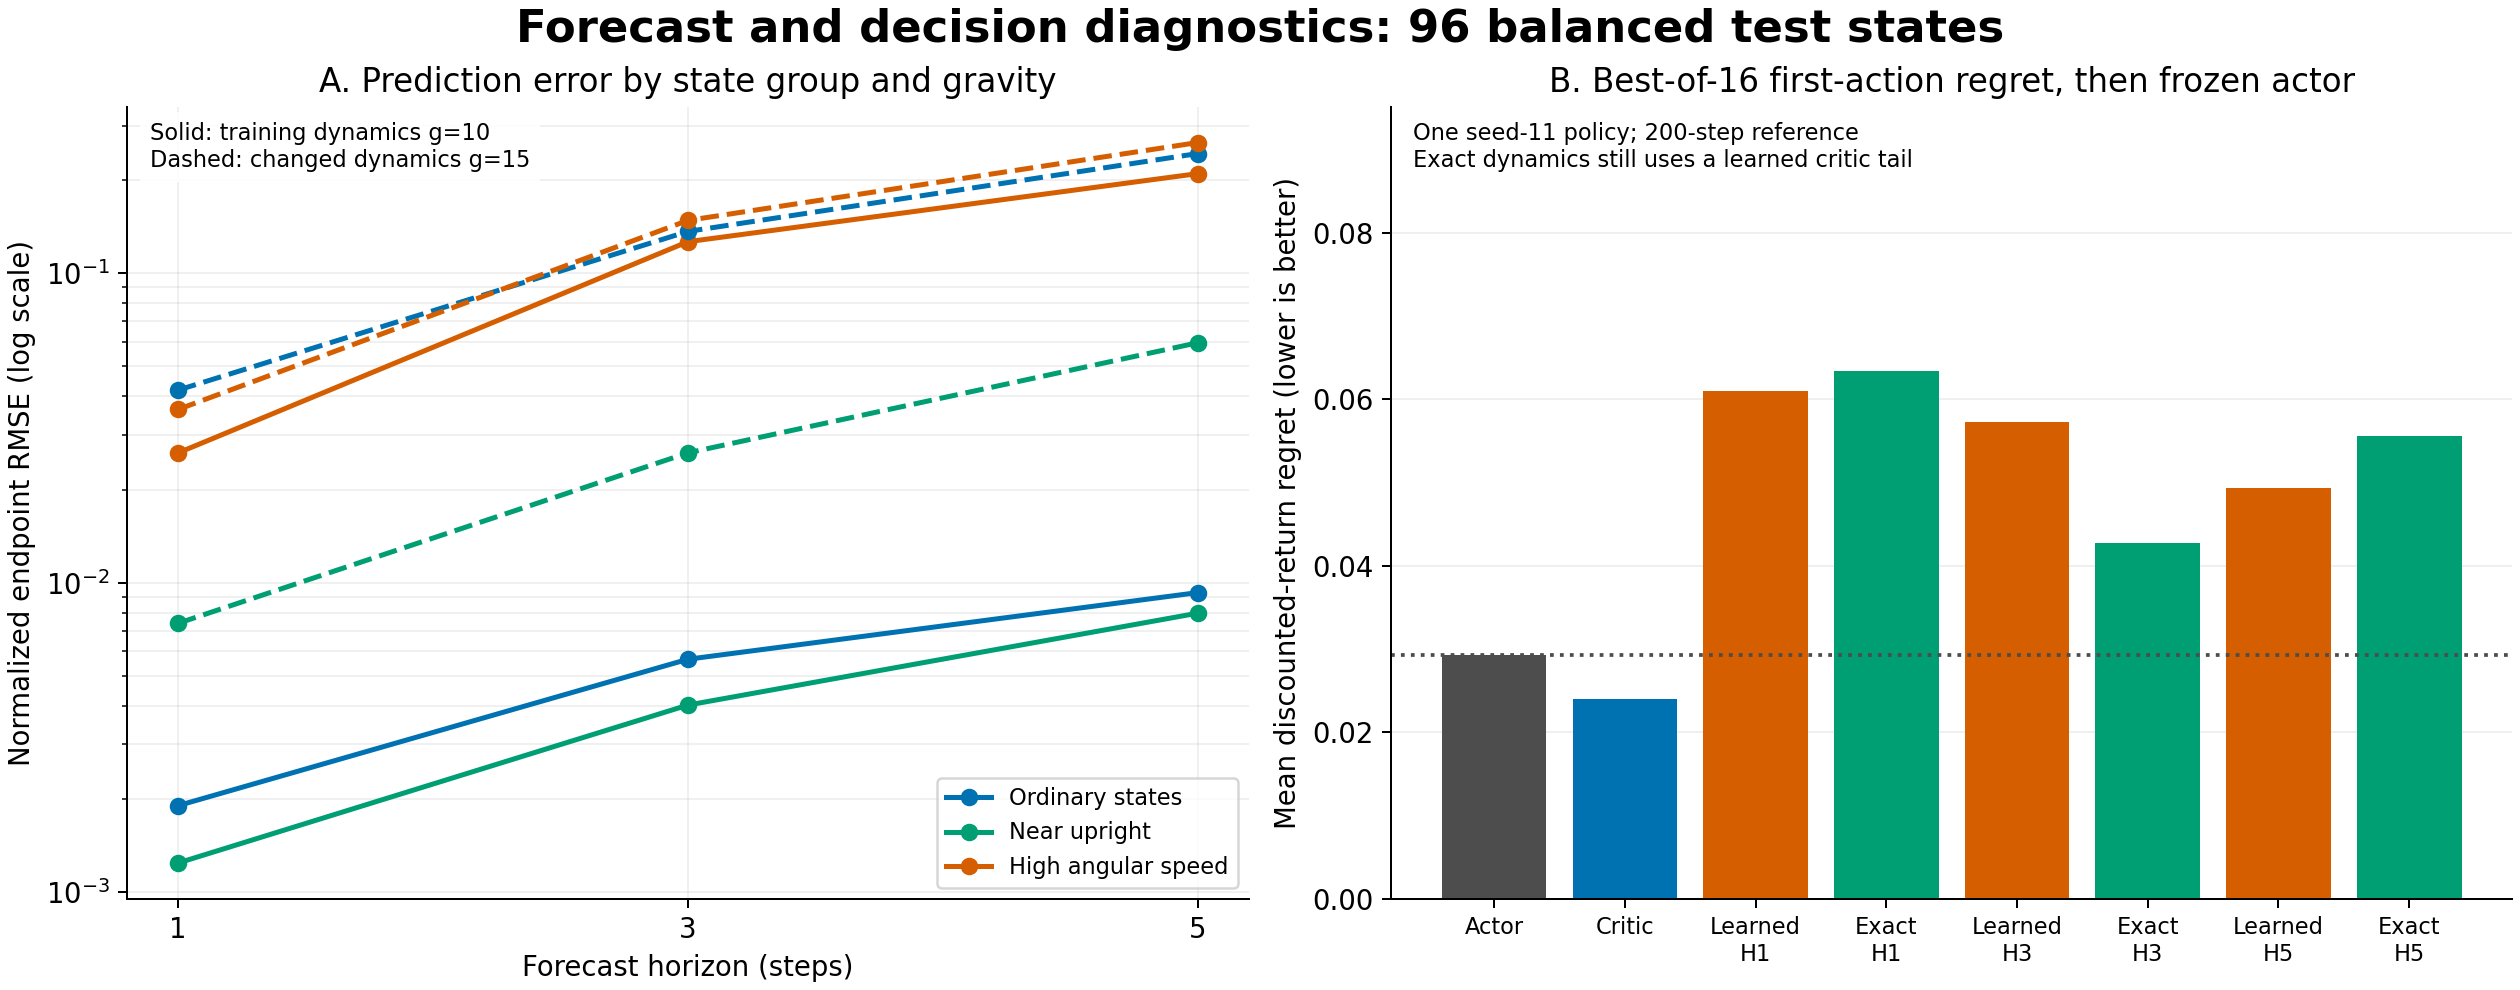 Forecast and decision diagnostics: 96 balanced test states
A. Prediction error by state group and gravity
Solid: training dynamics g=10
Dashed: changed dynamics g=15
Normalized endpoint RMSE (log scale)
10⁻¹
10⁻²
10⁻³
Ordinary states
Near upright
High angular speed
1 3 5
Forecast horizon (steps)
B. Best-of-16 first-action regret, then frozen actor
One seed-11 policy; 200-step reference
Exact dynamics still uses a learned critic tail
Mean discounted-return regret (lower is better)
0.08
0.06
0.04
0.02
0.00
Actor Critic Learned Exact Learned Exact Learned Exact
H1 H1 H3 H3 H5 H5